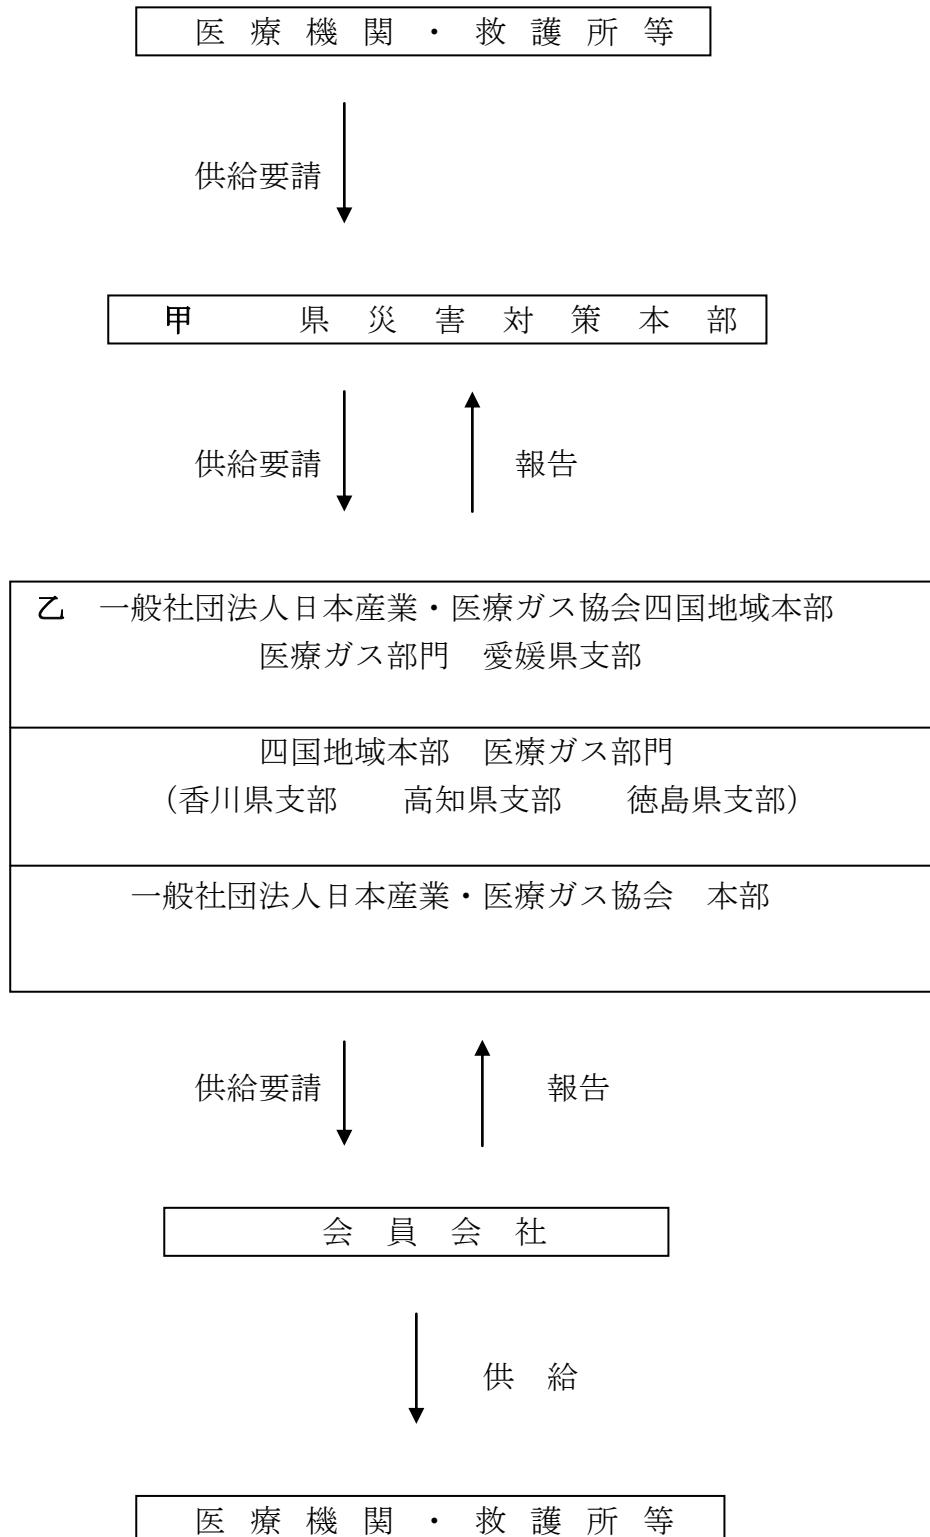 医療機関・救護所等
供給要請
甲　県災害対策本部
供給要請　報告
乙　一般社団法人日本産業・医療ガス協会四国地域本部
医療ガス部門　愛媛県支部
四国地域本部　医療ガス部門
（香川県支部　　高知県支部　　徳島県支部）
一般社団法人日本産業・医療ガス協会　本部
供給要請　報告
会員会社
供　給
医療機関・救護所等